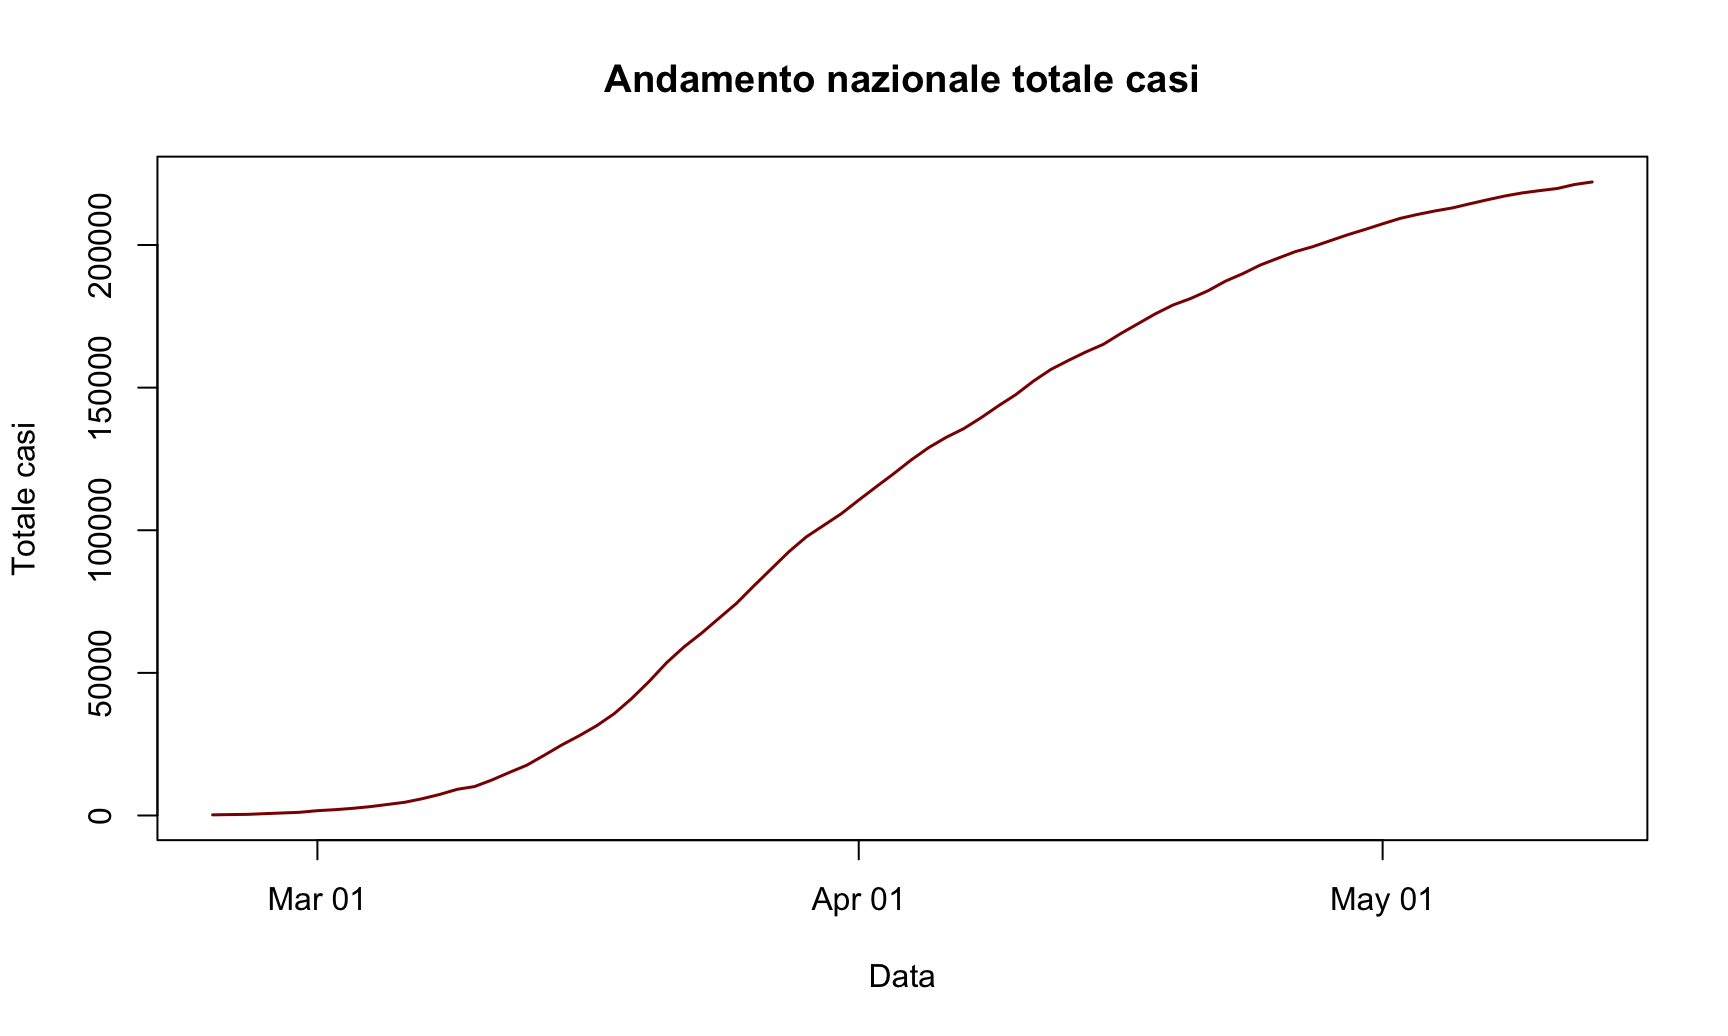 Andamento nazionale totale casi
Totale casi
200000
150000
100000
50000
0
Mar 01
Apr 01
May 01
Data